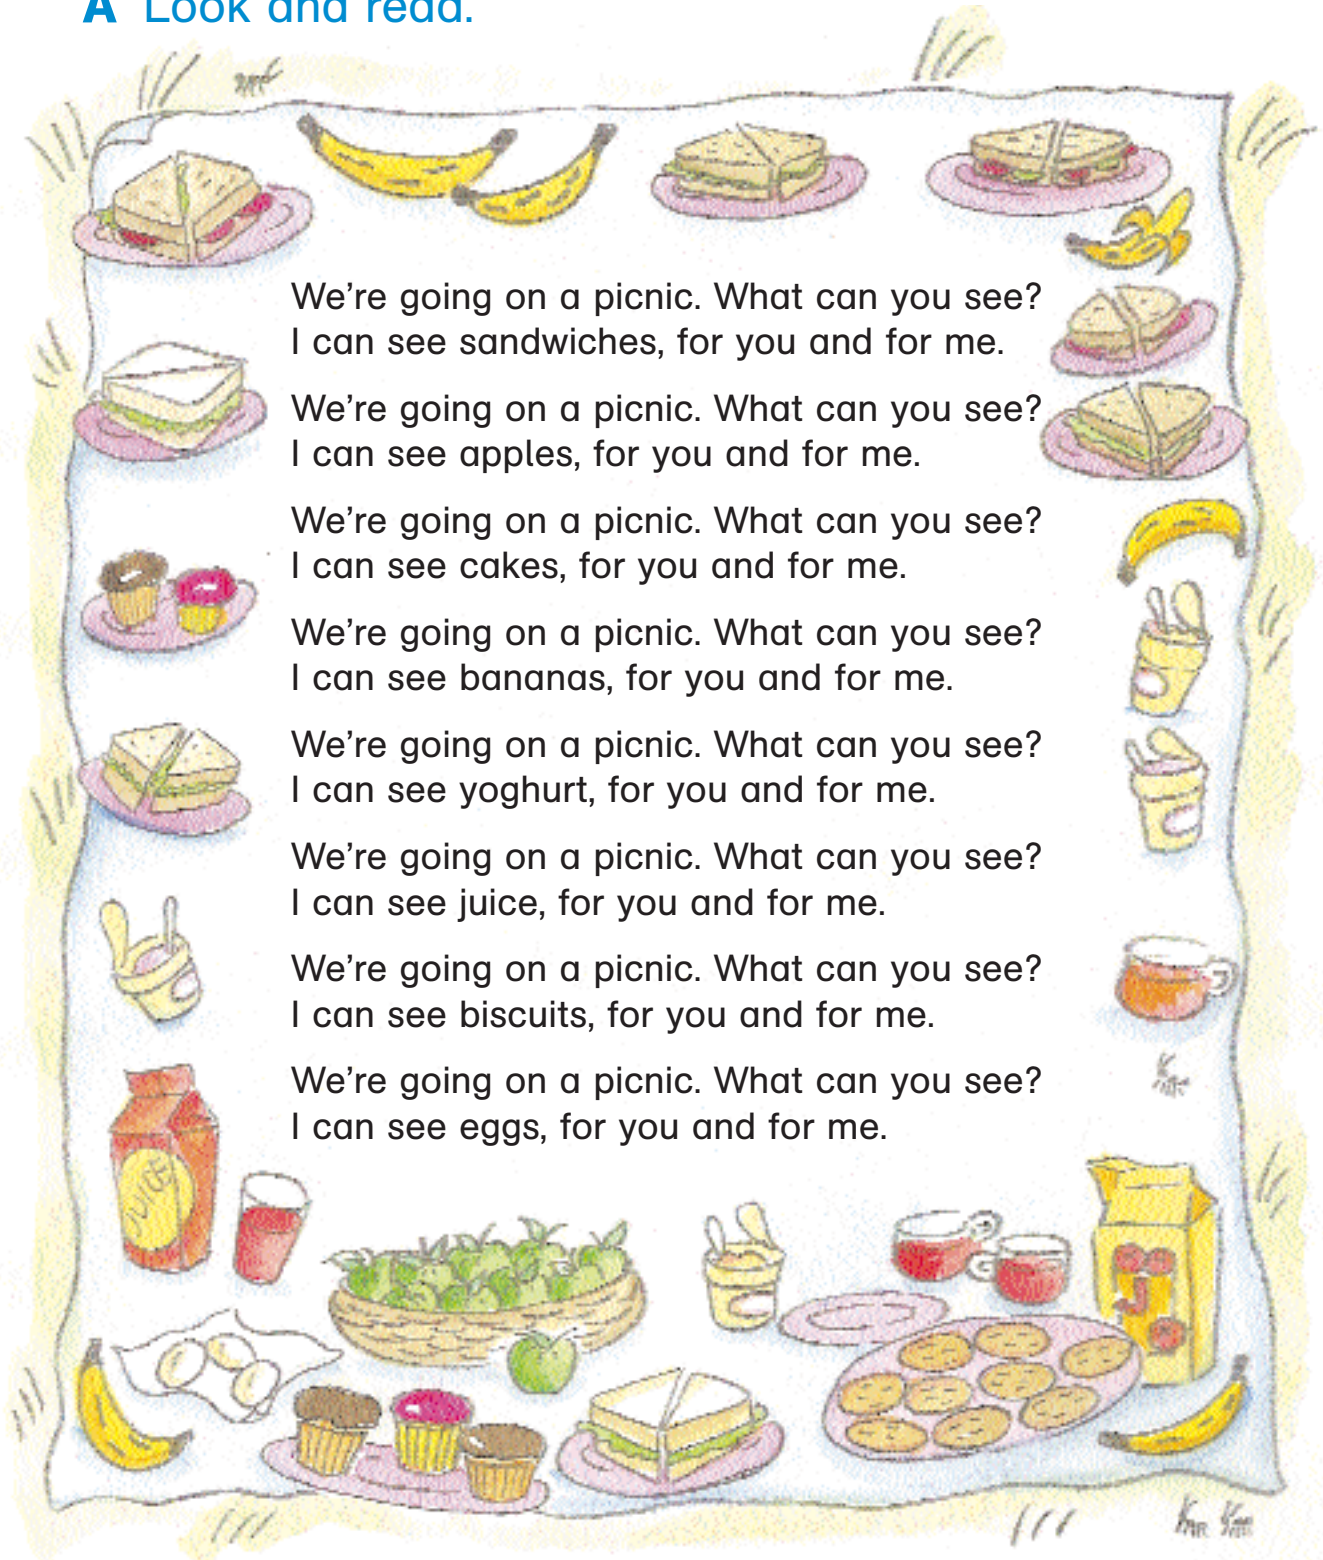 A Look and read.
We're going on a picnic. What can you see?
I can see sandwiches, for you and for me.
We're going on a picnic. What can you see?
I can see apples, for you and for me.
We're going on a picnic. What can you see?
I can see cakes, for you and for me.
We're going on a picnic. What can you see?
I can see bananas, for you and for me.
We're going on a picnic. What can you see?
I can see yoghurt, for you and for me.
We're going on a picnic. What can you see?
I can see juice, for you and for me.
We're going on a picnic. What can you see?
I can see biscuits, for you and for me.
We're going on a picnic. What can you see?
I can see eggs, for you and for me.
JUICE